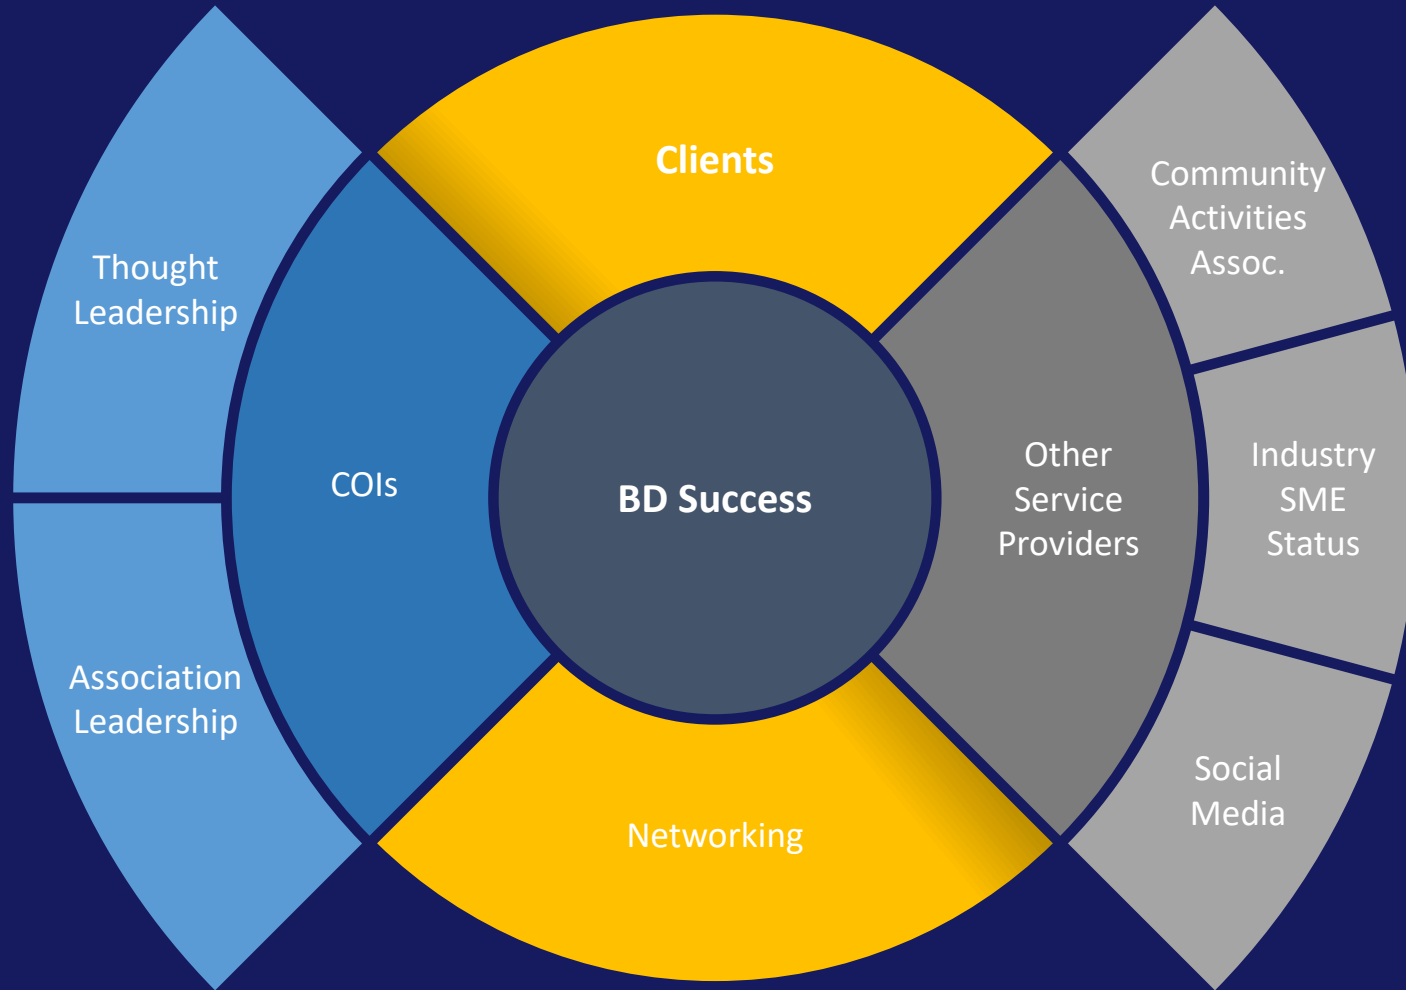 Clients
Thought
Leadership
COIs
Association
Leadership
BD Success
Networking
Other
Service
Providers
Community
Activities
Assoc.
Industry
SME
Status
Social
Media